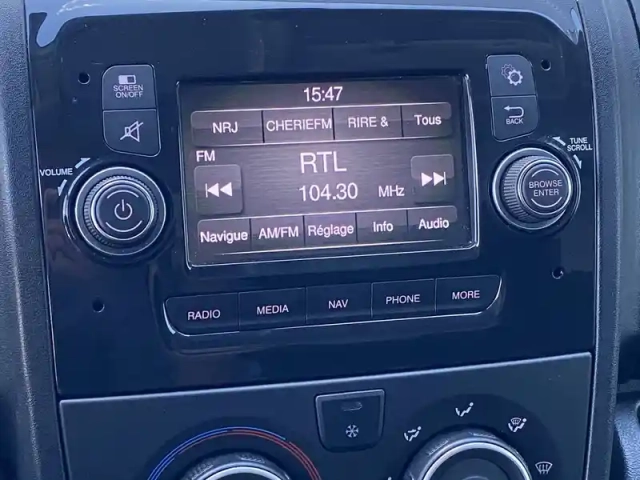 15:47
SCREEN
ON/OFF
NRJ CHERIEFM RIRE & Tous
BACK
FM
RTL
VOLUME
TUNE
SCROLL
104.30 MHz
BROWSE
ENTER
Navigue AM/FM Réglage Info Audio
RADIO MEDIA NAV PHONE MORE